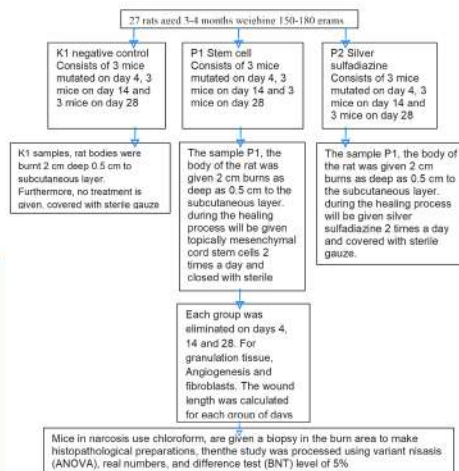 27 rats aged 3-4 months weighing 150-180 grams
K1 negative control
Consists of 3 mice
mutated on day 4, 3
mice on day 14 and
3 mice on day 28
P1 Stem cell
Consists of 3 mice
mutated on day 4, 3
mice on day 14 and 3
mice on day 28
P2 Silver
sulfadiazine
Consists of 3 mice
mutated on day 4, 3
mice on day 14 and
3 mice on day 28
K1 samples, rat bodies were
burnt 2 cm deep 0.5 cm to
subcutaneous layer.
Furthermore, no treatment is
given, covered with sterile gauze
The sample P1, the
body of the rat was
given 2 cm burns as
deep as 0.5 cm to the
subcutaneous layer.
during the healing
process will be given
topically mesenchymal
cord stem cells 2
times a day and
closed with sterile
The sample P1, the body of
the rat was given 2 cm burns
as deep as 0.5 cm to the
subcutaneous layer. during
the healing process will be
given silver
sulfadiazine 2 times a day
and covered with sterile
gauze.
Each group was
eliminated on days 4,
14 and 28. For
granulation tissue,
Angiogenesis and
fibroblasts. The wound
length was calculated
for each group of days
Mice in narcosis use chloroform, are given a biopsy in the burn area to make
histopathological preparations, thenthe study was processed using variant nisasis
(ANOVA), real numbers, and difference test (BNT) level of 5%